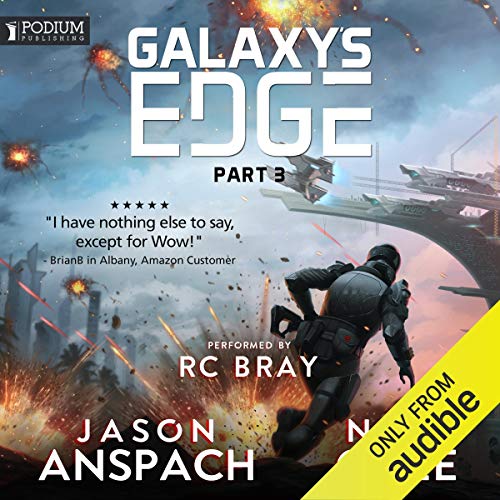 PODIUM
PUBLISHING
GALAXY'S
EDGE
PART 3
"I have nothing else to say,
except for Wow!"
- BrianB in Albany, Amazon Customer
PERFORMED BY
RC BRAY
JASON
ANSPACH
ONLY FROM
audible